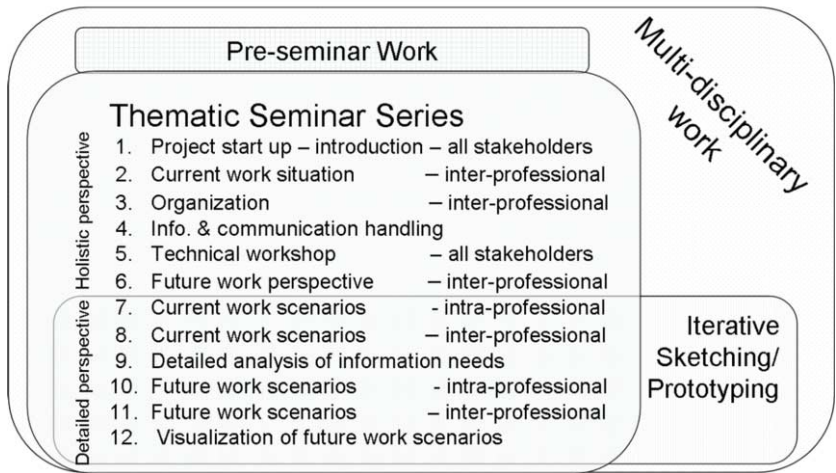 Pre-seminar Work
Multi-disciplinary
work
Thematic Seminar Series
Holistic perspective
1. Project start up – introduction – all stakeholders
2. Current work situation – inter-professional
3. Organization – inter-professional
4. Info. & communication handling
5. Technical workshop – all stakeholders
6. Future work perspective – inter-professional
Detailed perspective
7. Current work scenarios - intra-professional
8. Current work scenarios – inter-professional
9. Detailed analysis of information needs
10. Future work scenarios - intra-professional
11. Future work scenarios – inter-professional
12. Visualization of future work scenarios
Iterative
Sketching/
Prototyping